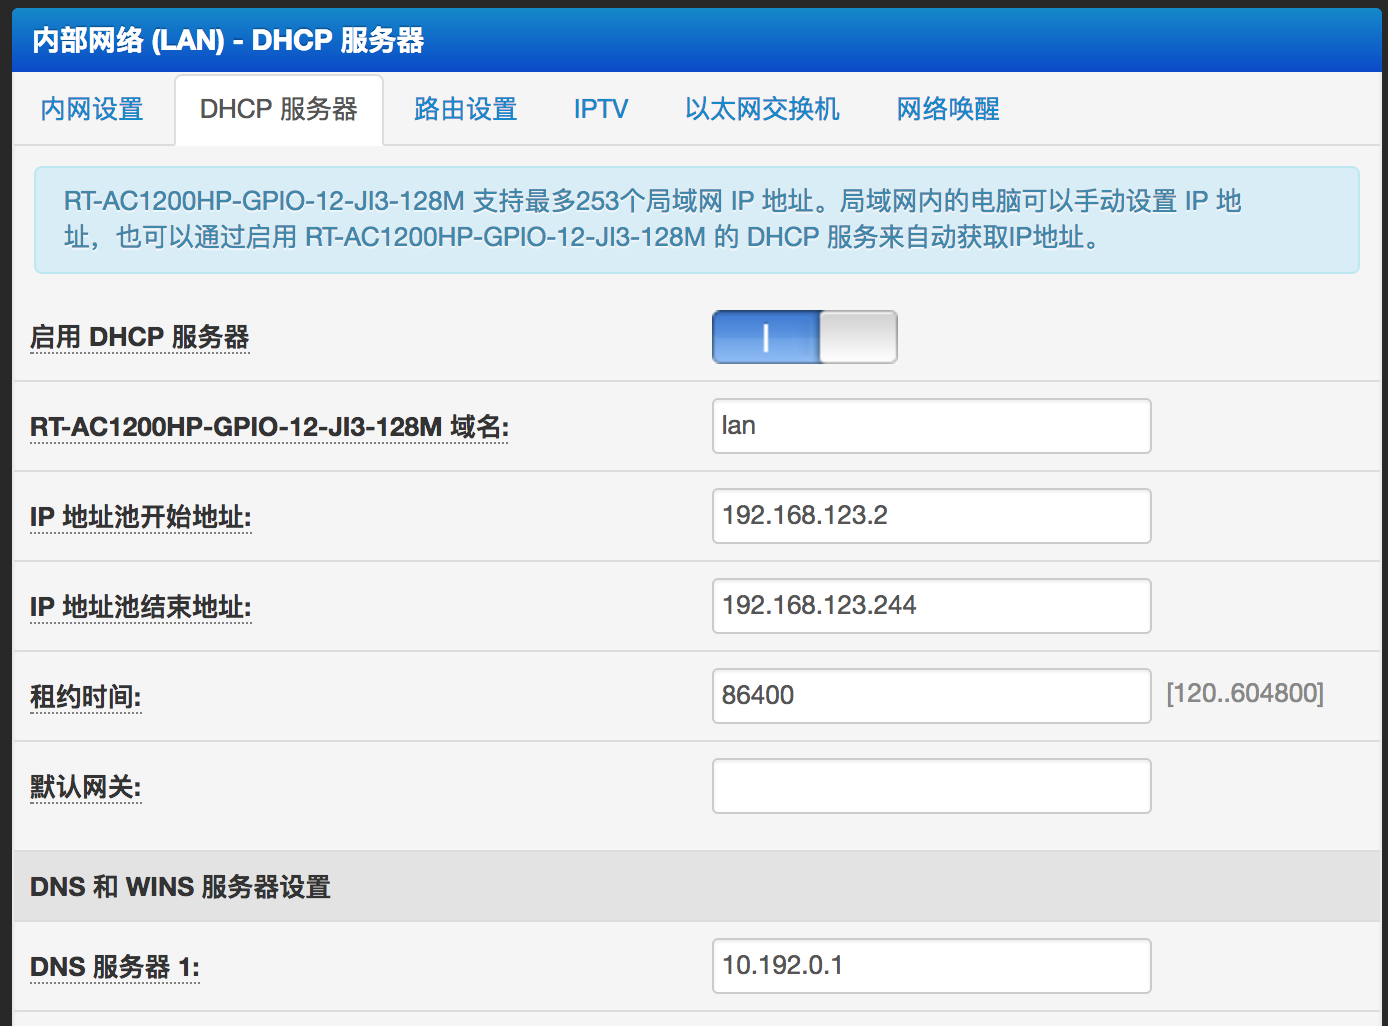 内部网络 (LAN) - DHCP 服务器
内网设置 DHCP 服务器 路由设置 IPTV 以太网交换机 网络唤醒
RT-AC1200HP-GPIO-12-JI3-128M 支持最多253个局域网 IP 地址。局域网内的电脑可以手动设置 IP 地
址，也可以通过启用 RT-AC1200HP-GPIO-12-JI3-128M 的 DHCP 服务来自动获取IP地址。
启用 DHCP 服务器
RT-AC1200HP-GPIO-12-JI3-128M 域名: lan
IP 地址池开始地址: 192.168.123.2
IP 地址池结束地址: 192.168.123.244
租约时间: 86400 [120..604800]
默认网关:
DNS 和 WINS 服务器设置
DNS 服务器 1: 10.192.0.1